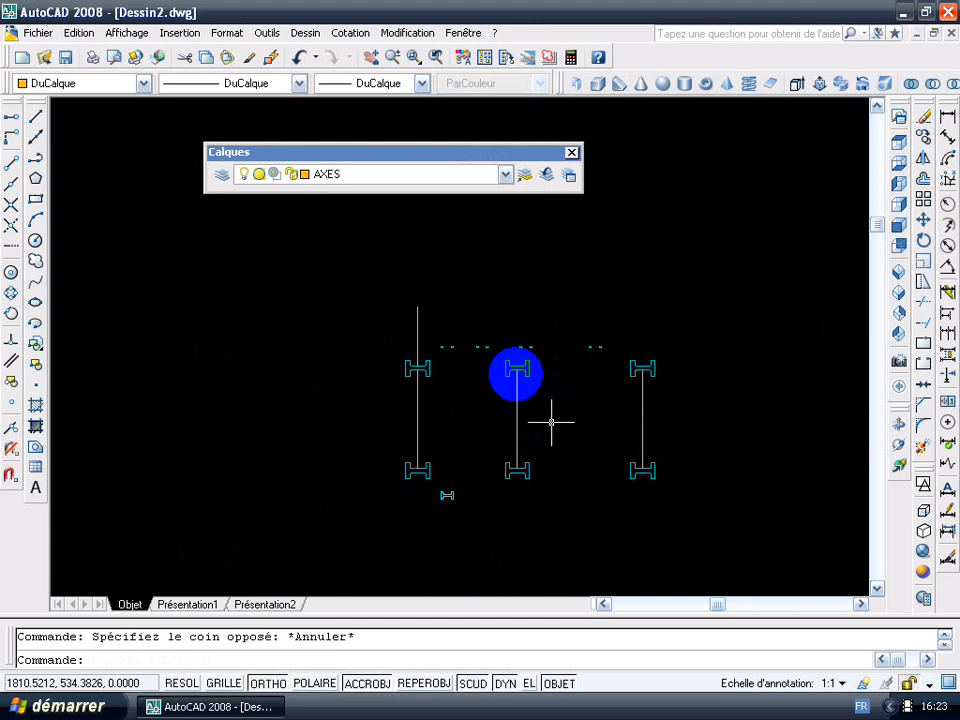 AutoCAD 2008 - [Dessin2.dwg]
Fichier Edition Affichage Insertion Format Outils Dessin Cotation Modification Fenêtre ?
Tapez une question pour obtenir de l'aide.
DuCalque DuCalque DuCalque ParCouleur
Calques
AXES
A
Objet Présentation1 Présentation2
Commande: Spécifiez le coin opposé: *Annuler*
Commande:
1810.5212, 534.3826, 0.0000 RESOL GRILLE ORTHO POLAIRE ACCROBJ REPEROBJ SCUD DYN EL OBJET Echelle d'annotation: 1:1
démarrer AutoCAD 2008 - [Des... FR 16:23